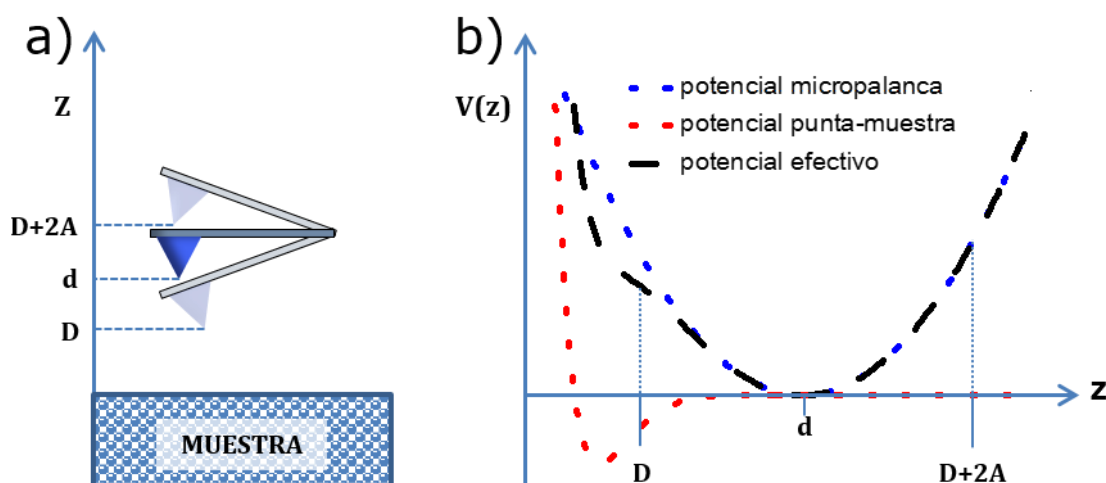 a)
Z
D+2A
d
D
MUESTRA
b)
V(z)
potencial micropalanca
potencial punta-muestra
potencial efectivo
z
d
D
D+2A